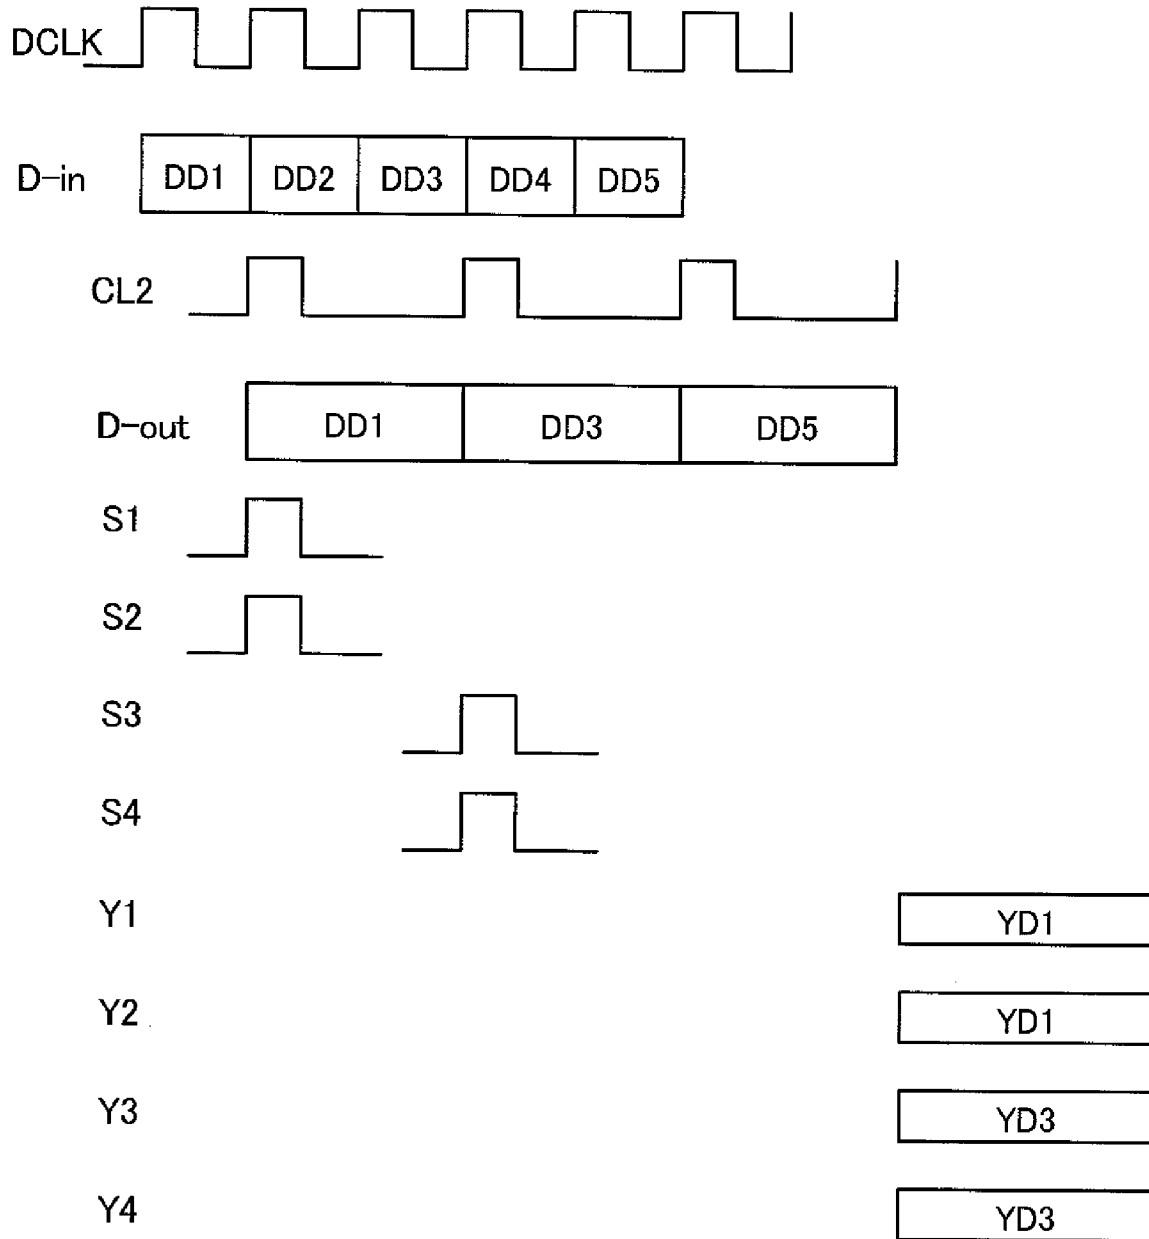 DCLK
D-in DD1 DD2 DD3 DD4 DD5
CL2
D-out DD1 DD3 DD5
S1
S2
S3
S4
Y1 YD1
Y2 YD1
Y3 YD3
Y4 YD3